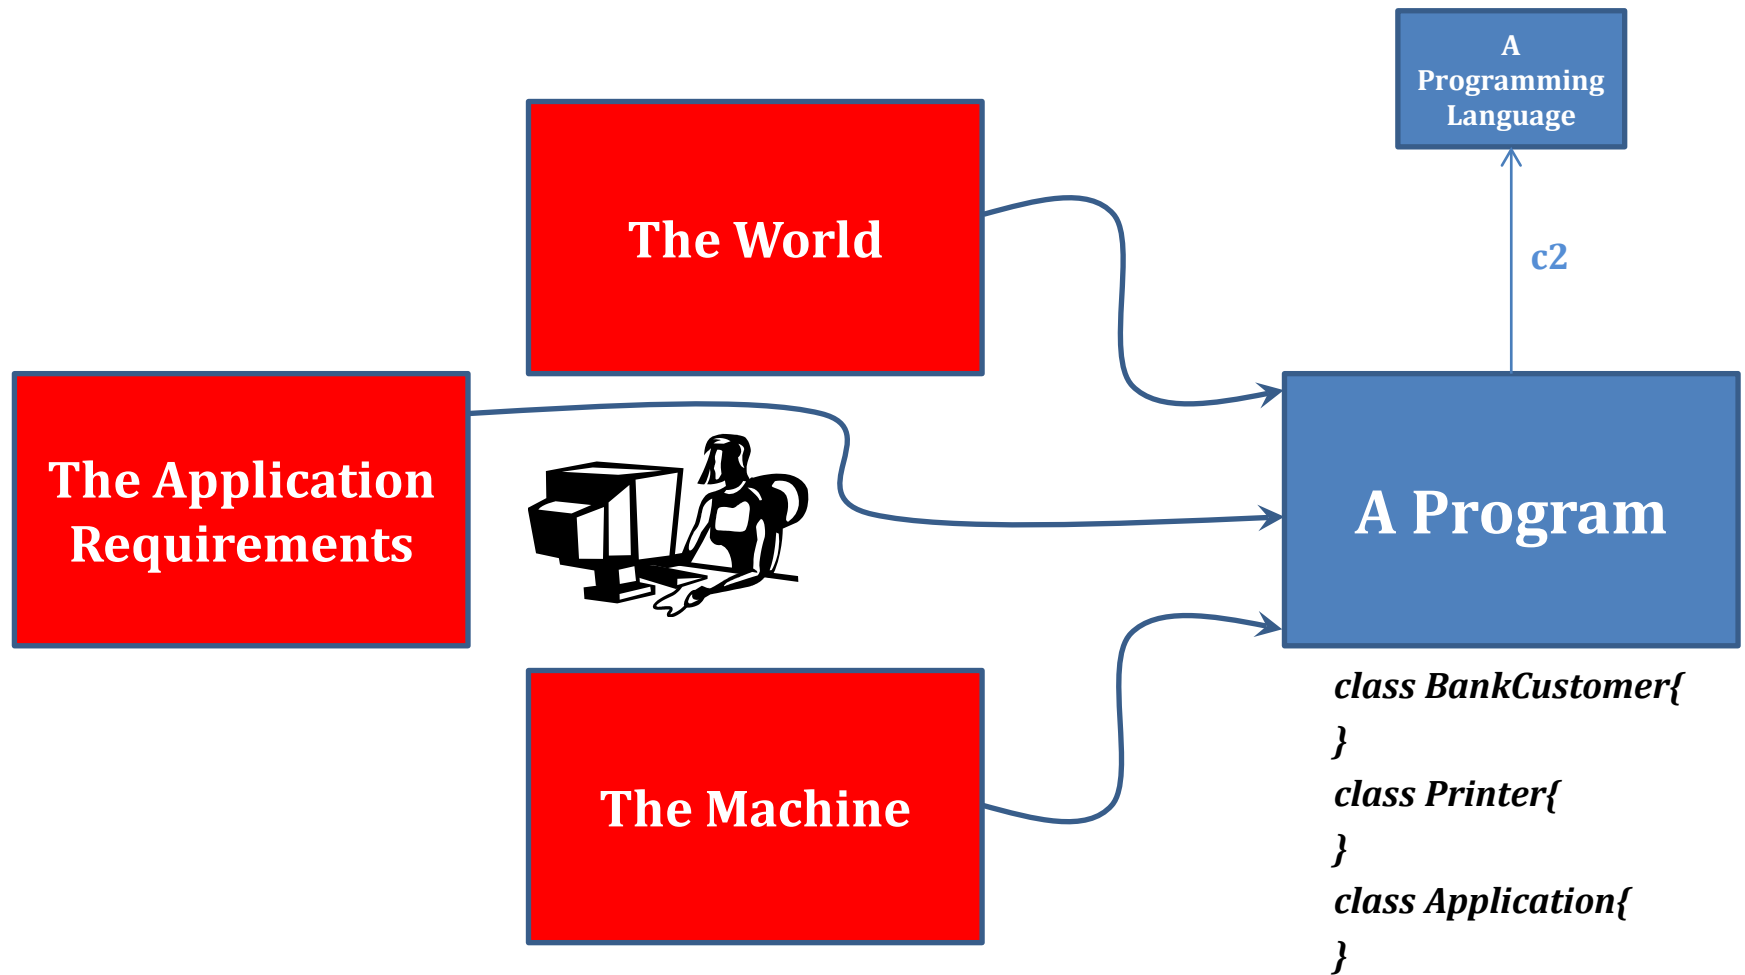 A
Programming
Language
The World
c2
The Application
Requirements
A Program
The Machine
class BankCustomer{
}
class Printer{
}
class Application{
}